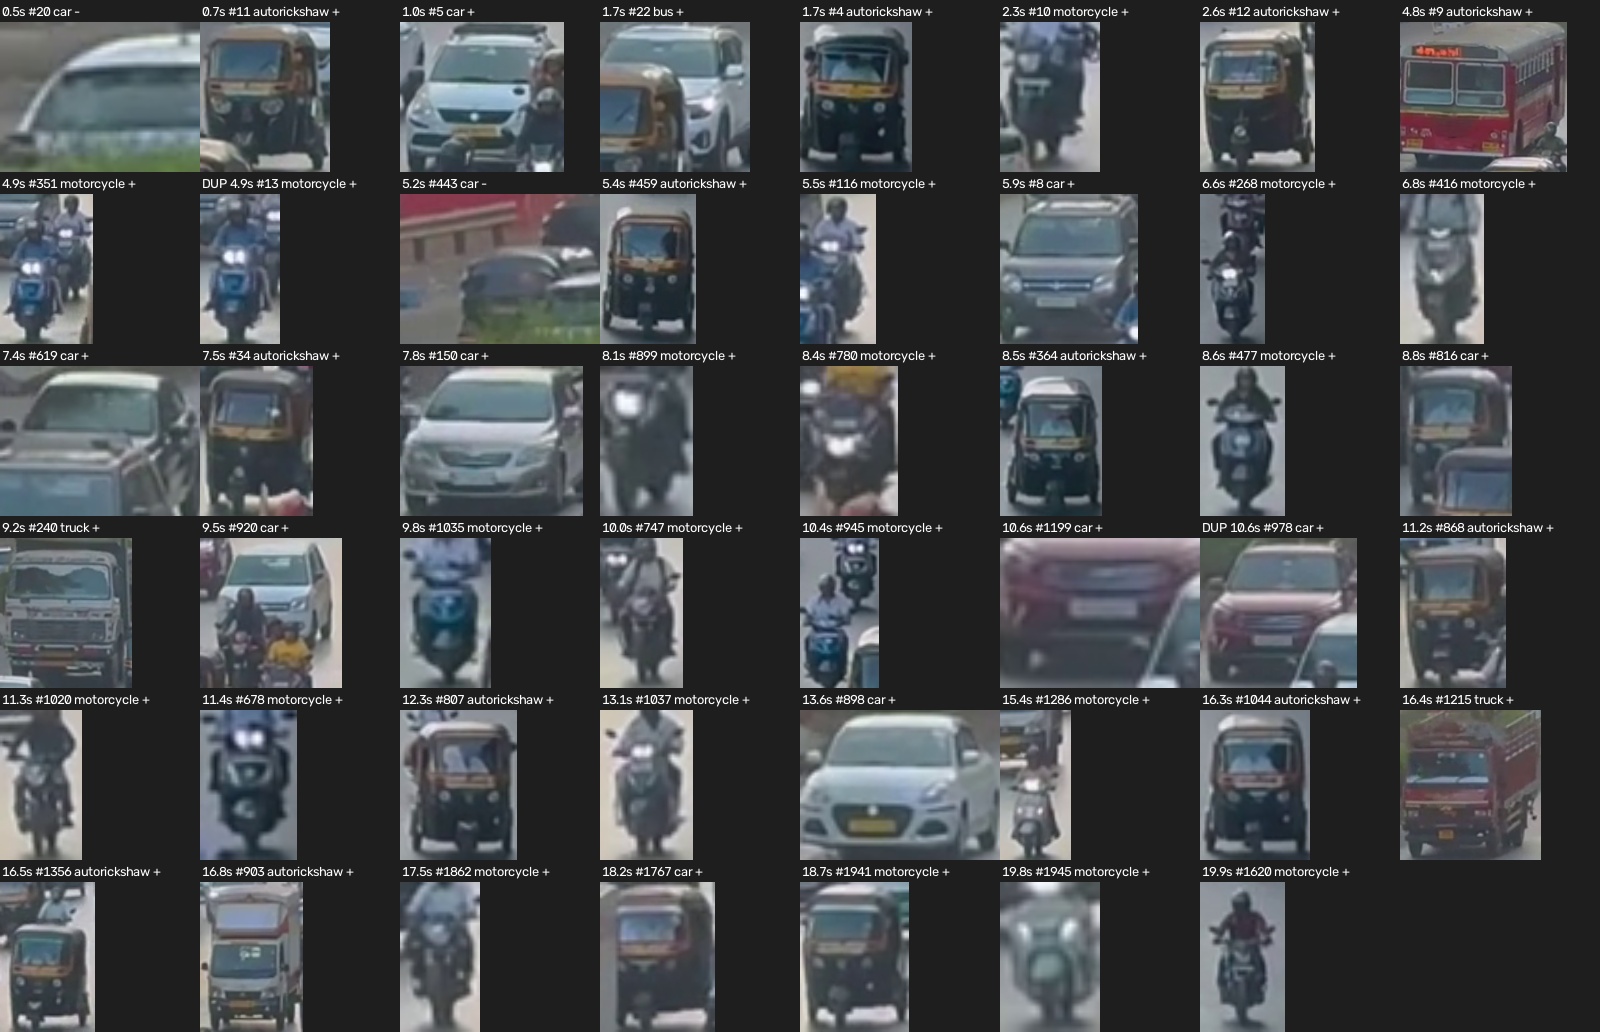 0.5s #20 car -
0.7s #11 autorickshaw +
1.0s #5 car +
1.7s #22 bus +
1.7s #4 autorickshaw +
2.3s #10 motorcycle +
2.6s #12 autorickshaw +
4.8s #9 autorickshaw +
4.9s #351 motorcycle +
DUP 4.9s #13 motorcycle +
5.2s #443 car -
5.4s #459 autorickshaw +
5.5s #116 motorcycle +
5.9s #8 car +
6.6s #268 motorcycle +
6.8s #416 motorcycle +
7.4s #619 car +
7.5s #34 autorickshaw +
7.8s #150 car +
8.1s #899 motorcycle +
8.4s #780 motorcycle +
8.5s #364 autorickshaw +
8.6s #477 motorcycle +
8.8s #816 car +
9.2s #240 truck +
9.5s #920 car +
9.8s #1035 motorcycle +
10.0s #747 motorcycle +
10.4s #945 motorcycle +
10.6s #1199 car +
DUP 10.6s #978 car +
11.2s #868 autorickshaw +
11.3s #1020 motorcycle +
11.4s #678 motorcycle +
12.3s #807 autorickshaw +
13.1s #1037 motorcycle +
13.6s #898 car +
15.4s #1286 motorcycle +
16.3s #1044 autorickshaw +
16.4s #1215 truck +
16.5s #1356 autorickshaw +
16.8s #903 autorickshaw +
17.5s #1862 motorcycle +
18.2s #1767 car +
18.7s #1941 motorcycle +
19.8s #1945 motorcycle +
19.9s #1620 motorcycle +